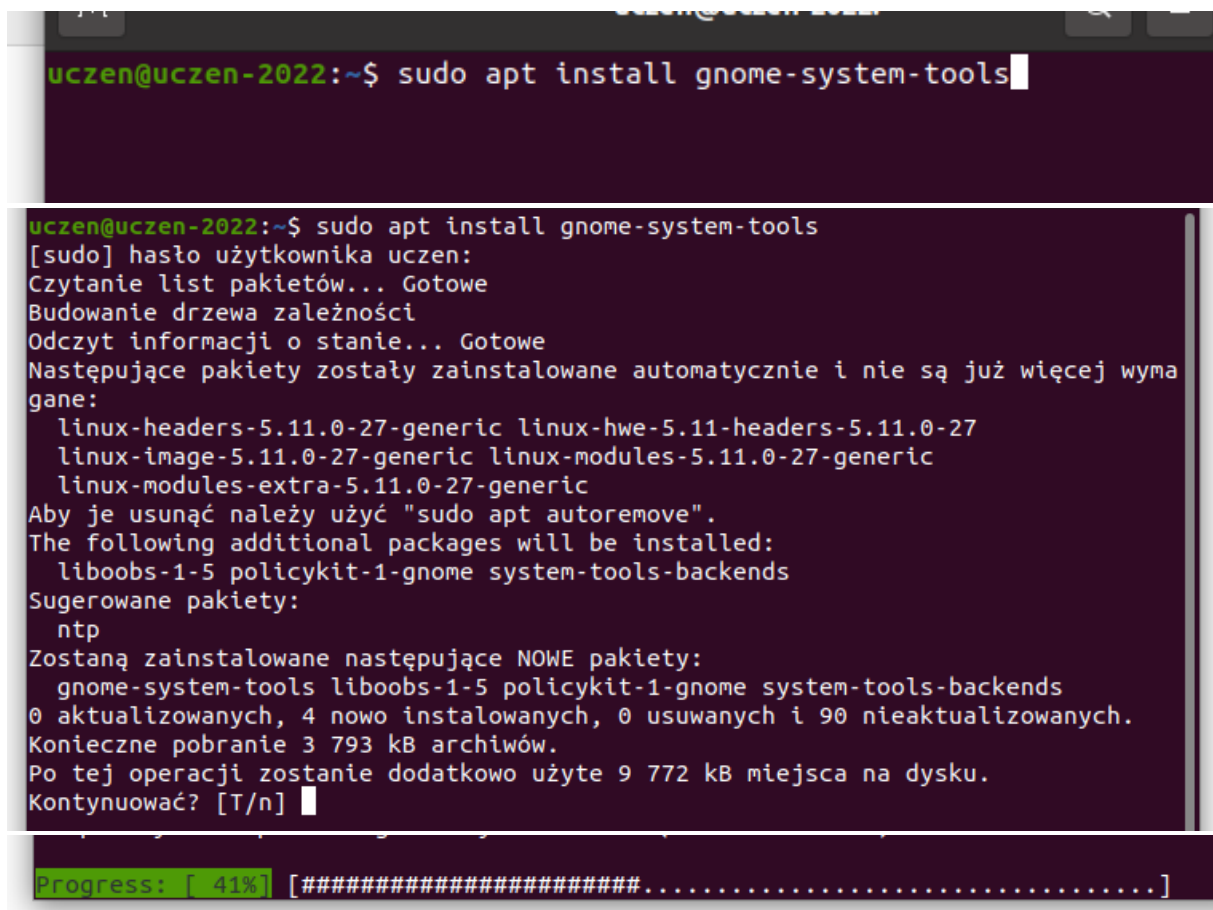 uczen@uczen-2022:~$ sudo apt install gnome-system-tools
uczen@uczen-2022:~$ sudo apt install gnome-system-tools
[sudo] hasło użytkownika uczen:
Czytanie list pakietów... Gotowe
Budowanie drzewa zależności
Odczyt informacji o stanie... Gotowe
Następujące pakiety zostały zainstalowane automatycznie i nie są już więcej wyma
gane:
linux-headers-5.11.0-27-generic linux-hwe-5.11-headers-5.11.0-27
linux-image-5.11.0-27-generic linux-modules-5.11.0-27-generic
linux-modules-extra-5.11.0-27-generic
Aby je usunąć należy użyć "sudo apt autoremove".
The following additional packages will be installed:
liboobs-1-5 policykit-1-gnome system-tools-backends
Sugerowane pakiety:
ntp
Zostaną zainstalowane następujące NOWE pakiety:
gnome-system-tools liboobs-1-5 policykit-1-gnome system-tools-backends
0 aktualizowanych, 4 nowo instalowanych, 0 usuwanych i 90 nieaktualizowanych.
Konieczne pobranie 3 793 kB archiwów.
Po tej operacji zostanie dodatkowo użyte 9 772 kB miejsca na dysku.
Kontynuować? [T/n]
Progress: [ 41%] [#######################...................................]